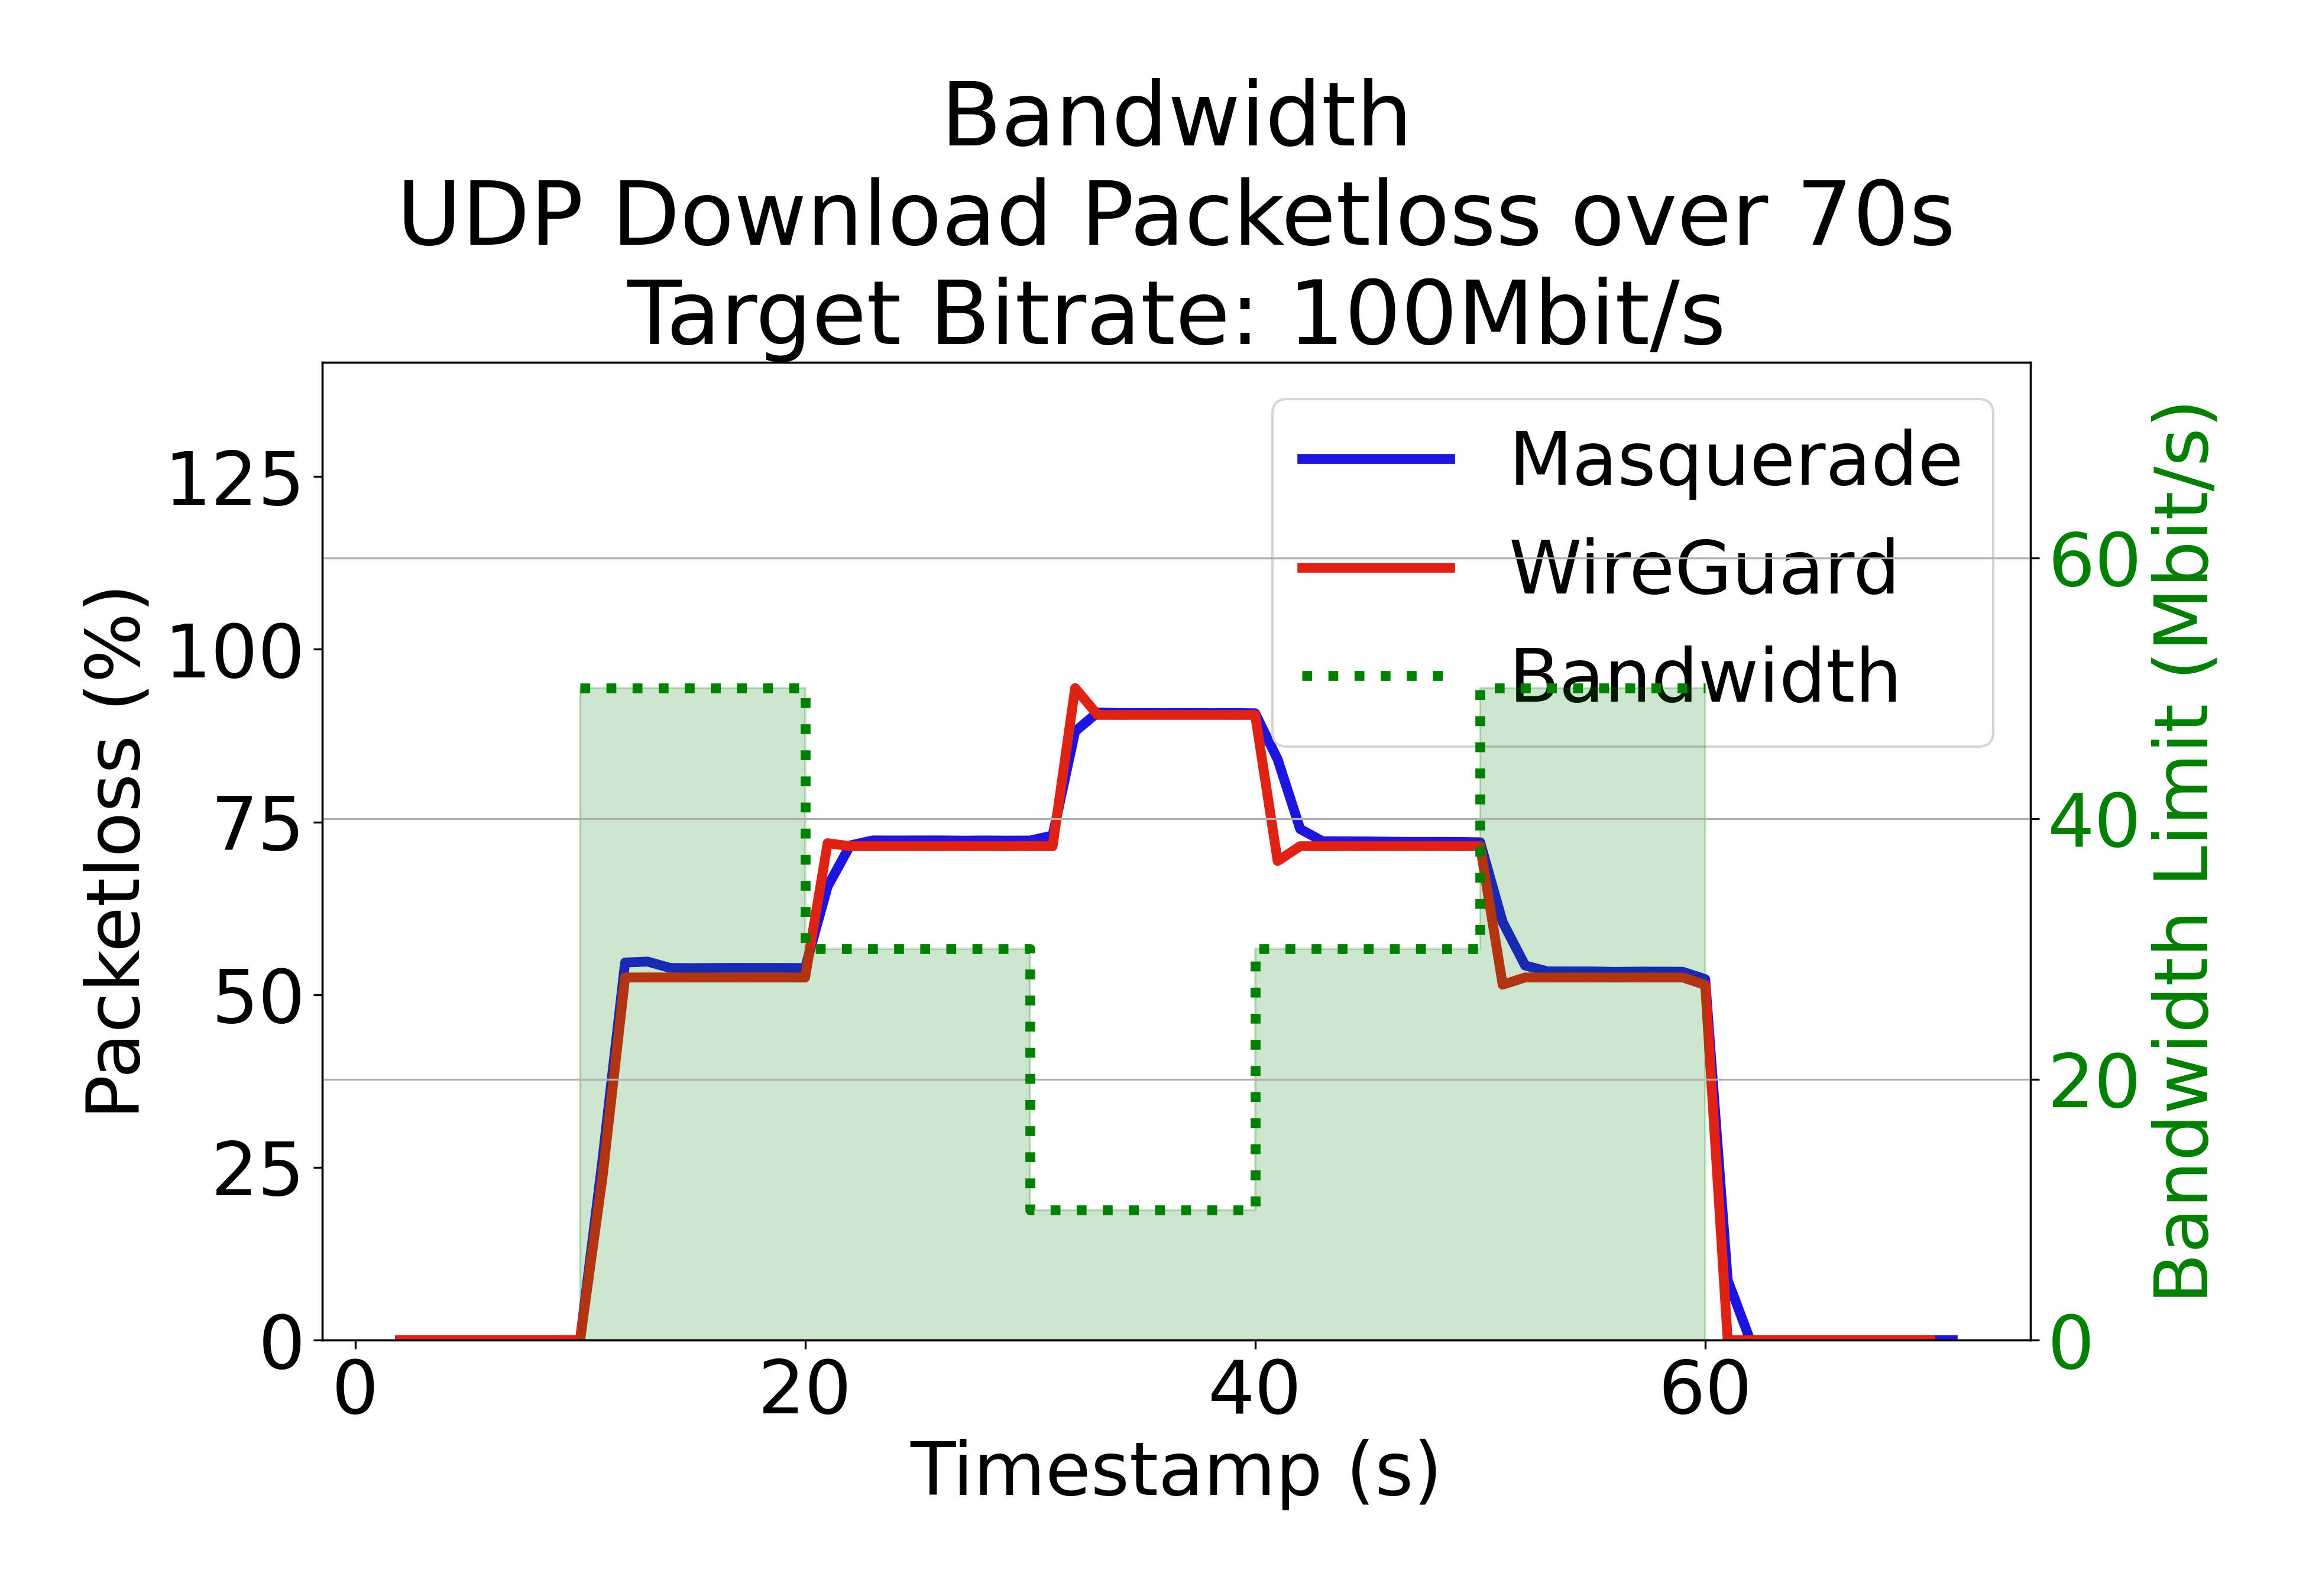 Bandwidth
UDP Download Packetloss over 70s
Target Bitrate: 100Mbit/s
Packetloss (%)
125
100
75
50
25
0
Masquerade
WireGuard
Bandwidth
60
40
20
0
Bandwidth Limit (Mbit/s)
0 20 40 60
Timestamp (s)